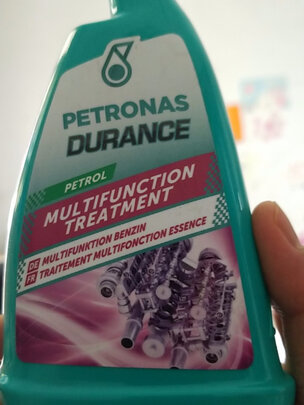 PETRONAS
DURANCE
PETROL
MULTIFUNCTION
TREATMENT
DE MULTIFUNKTION BENZIN
FR TRAITEMENT MULTIFONCTION ESSENCE